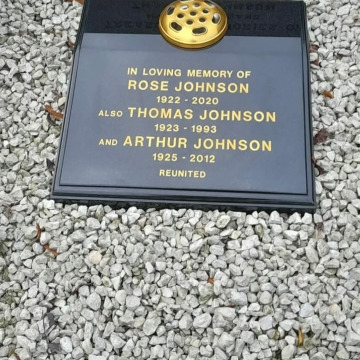 IN LOVING MEMORY OF
ROSE JOHNSON
1922 - 2020
ALSO THOMAS JOHNSON
1923 - 1993
AND ARTHUR JOHNSON
1925 - 2012
REUNITED